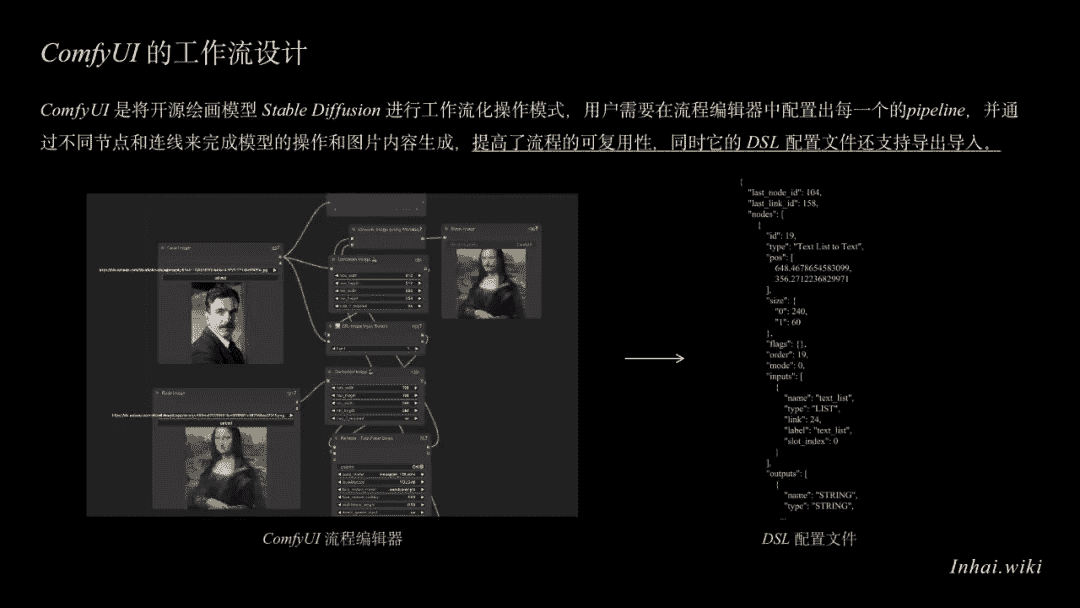 ComfyUI 的工作流设计
ComfyUI 是将开源绘画模型 Stable Diffusion 进行工作流化操作模式，用户需要在流程编辑器中配置出每一个的pipeline，并通
过不同节点和连线来完成模型的操作和图片内容生成，提高了流程的可复用性，同时它的 DSL 配置文件还支持导出导入。
{
"last_node_id": 104,
"last_link_id": 158,
"nodes": [
{
"id": 19,
"type": "Text List to Text",
"pos": [
648.4678654583099,
356.2712236829971
],
"size": {
"0": 240,
"1": 60
},
"flags": {},
"order": 19,
"mode": 0,
"inputs": [
{
"name": "text_list",
"type": "LIST",
"link": 24,
"label": "text_list",
"slot_index": 0
}
],
"outputs": [
{
"name": "STRING",
"type": "STRING",
...
ComfyUI 流程编辑器
DSL 配置文件
Inhai.wiki